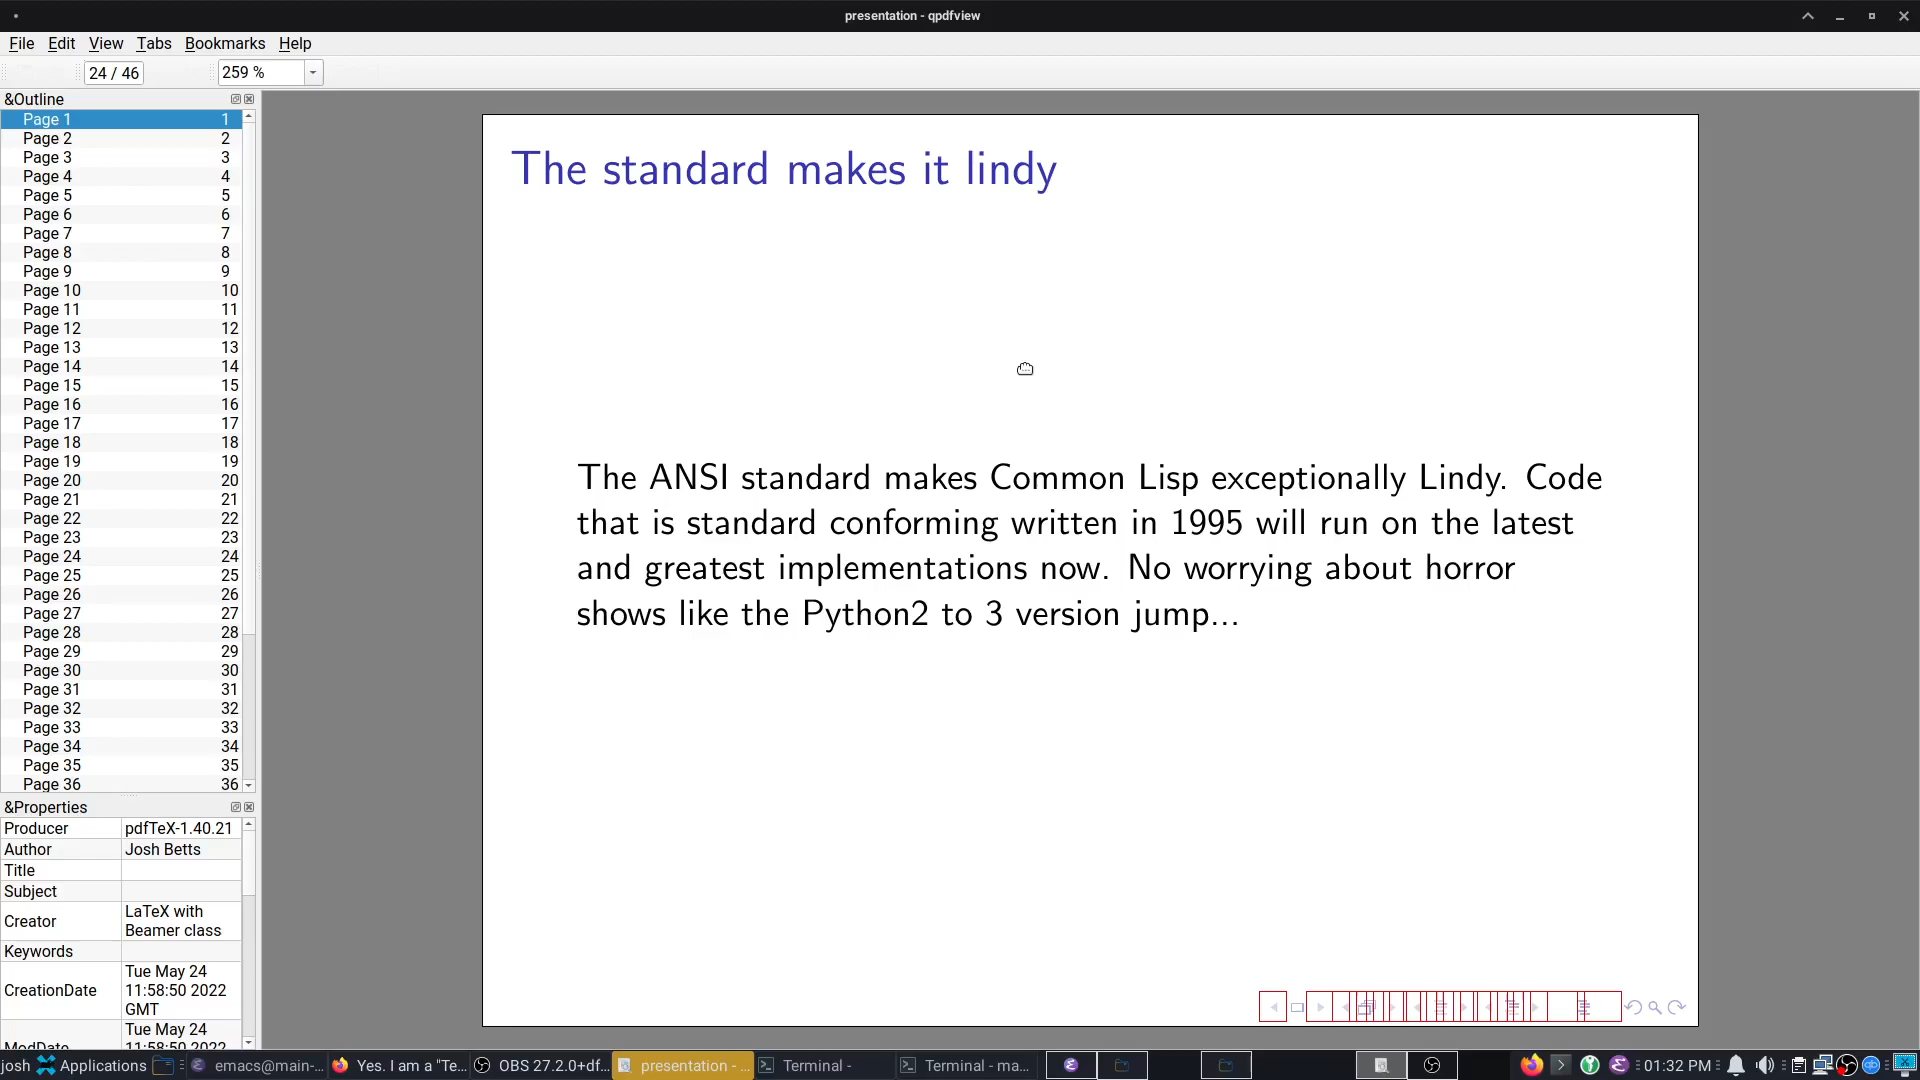 presentation - qpdfview
File Edit View Tabs Bookmarks Help
24 / 46 259 %
&Outline
Page 1 1
Page 2 2
Page 3 3
Page 4 4
Page 5 5
Page 6 6
Page 7 7
Page 8 8
Page 9 9
Page 10 10
Page 11 11
Page 12 12
Page 13 13
Page 14 14
Page 15 15
Page 16 16
Page 17 17
Page 18 18
Page 19 19
Page 20 20
Page 21 21
Page 22 22
Page 23 23
Page 24 24
Page 25 25
Page 26 26
Page 27 27
Page 28 28
Page 29 29
Page 30 30
Page 31 31
Page 32 32
Page 33 33
Page 34 34
Page 35 35
Page 36 36
&Properties
Producer pdfTeX-1.40.21
Author Josh Betts
Title
Subject
Creator LaTeX with
Beamer class
Keywords
CreationDate Tue May 24
11:58:50 2022
GMT
ModDate Tue May 24
11:58:50 2022
The standard makes it lindy
The ANSI standard makes Common Lisp exceptionally Lindy. Code
that is standard conforming written in 1995 will run on the latest
and greatest implementations now. No worrying about horror
shows like the Python2 to 3 version jump...
josh Applications emacs@main-... Yes. I am a "Te... OBS 27.2.0+df... presentation - ... Terminal - Terminal - ma... 01:32 PM